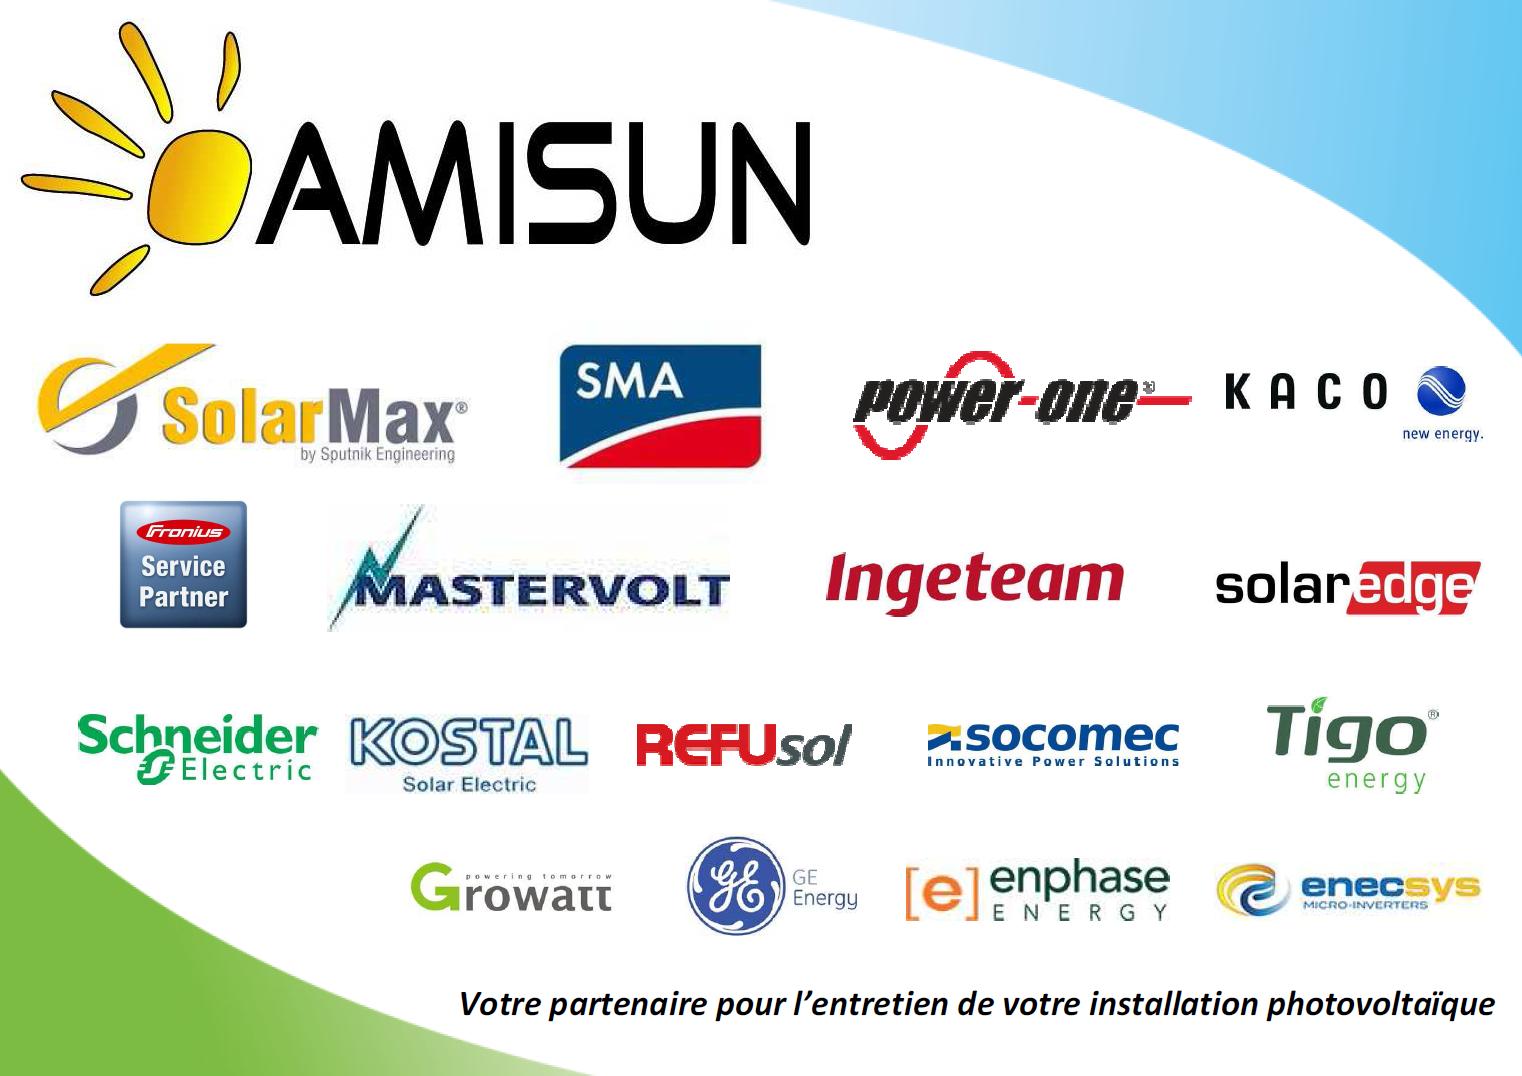 AMISUN
SolarMax®
by Sputnik Engineering
SMA
power-one
KACO
new energy.
Fronius
Service
Partner
MASTERVOLT
Ingeteam
solaredge
Schneider
Electric
KOSTAL
Solar Electric
REFUsol
socomec
Innovative Power Solutions
Tigo®
energy
powering tomorrow
Growatt
GE
GE
Energy
[e] enphase
ENERGY
enecsys
MICRO-INVERTERS
Votre partenaire pour l’entretien de votre installation photovoltaïque